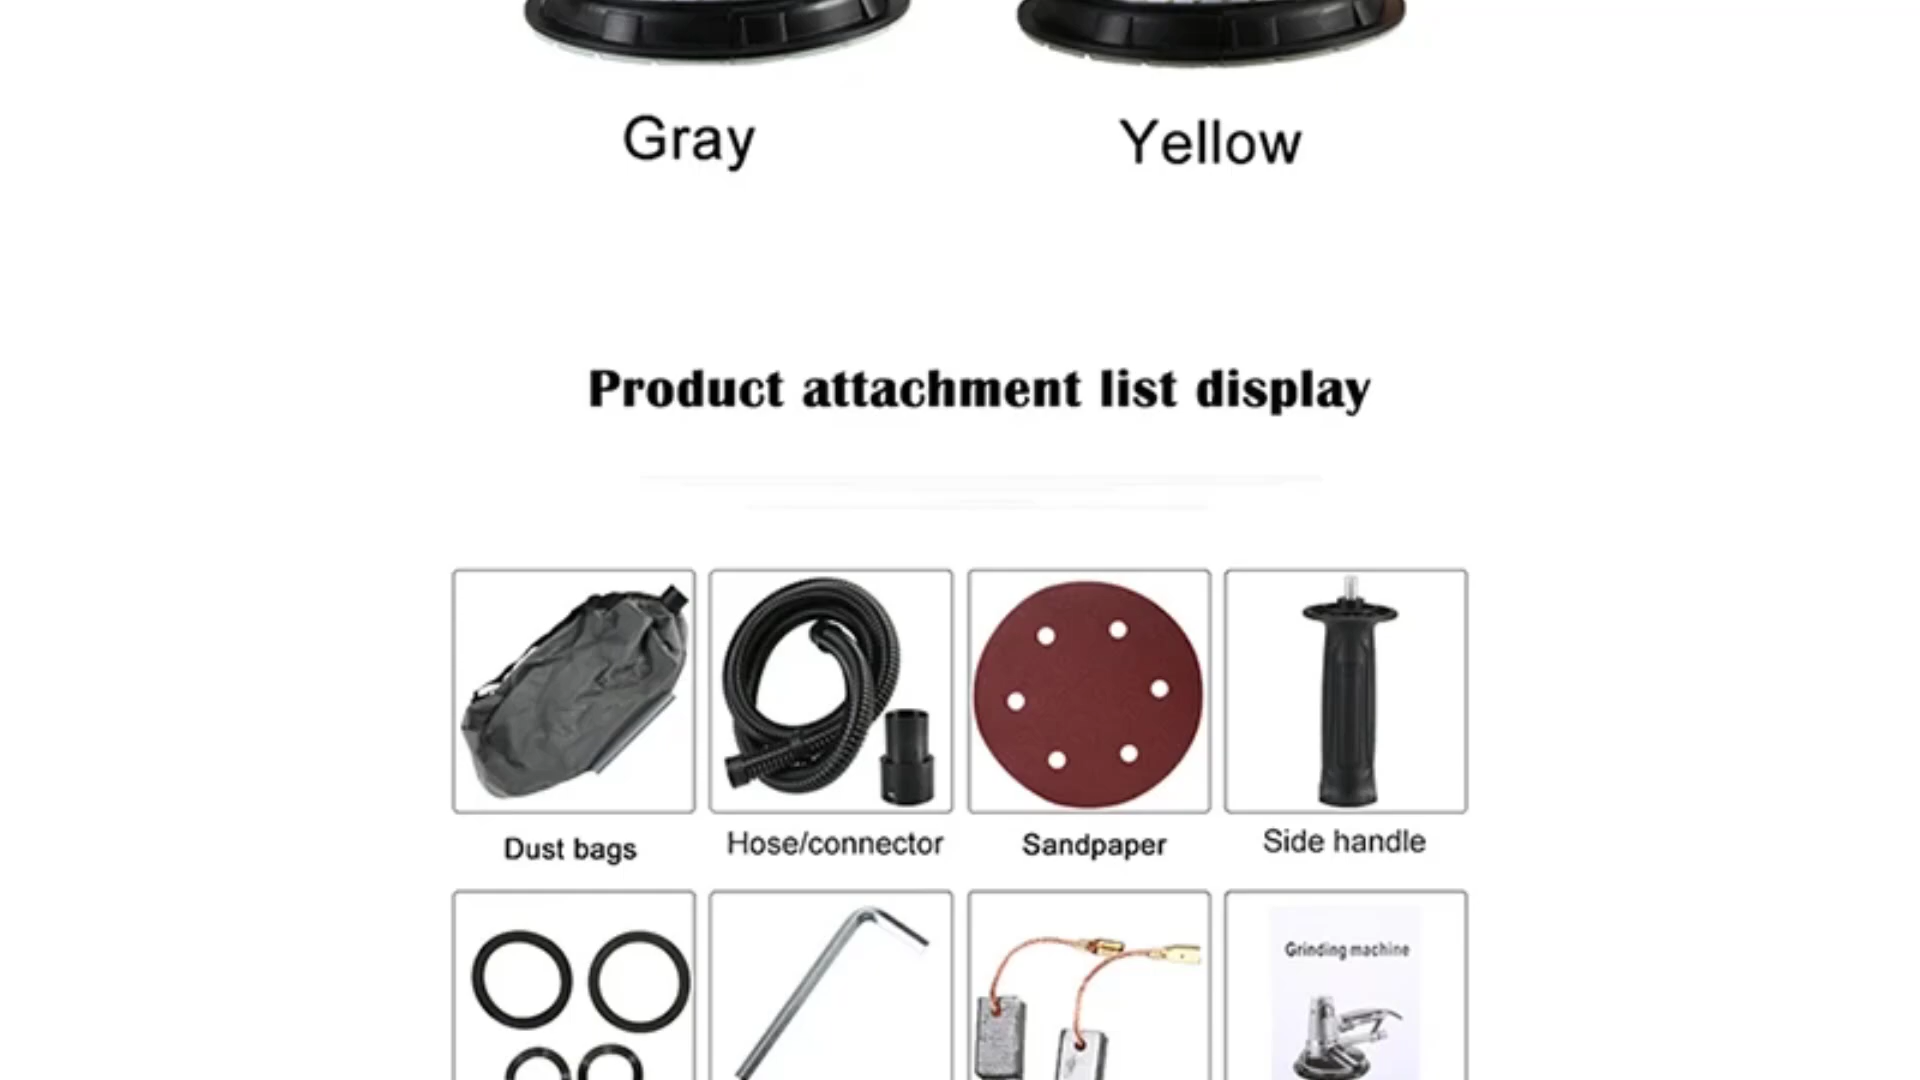 Gray
Yellow
Product attachment list display
Dust bags
Hose/connector
Sandpaper
Side handle
Grinding machine